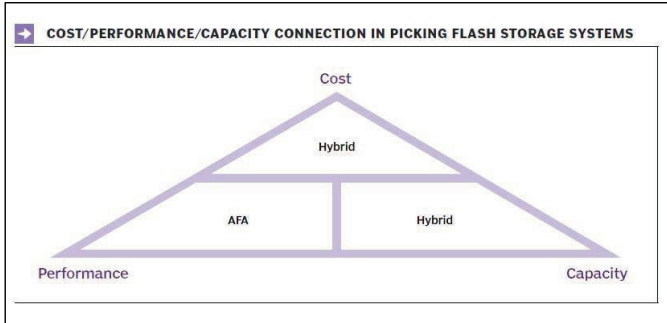 COST/PERFORMANCE/CAPACITY CONNECTION IN PICKING FLASH STORAGE SYSTEMS
Cost
Hybrid
AFA
Hybrid
Performance
Capacity